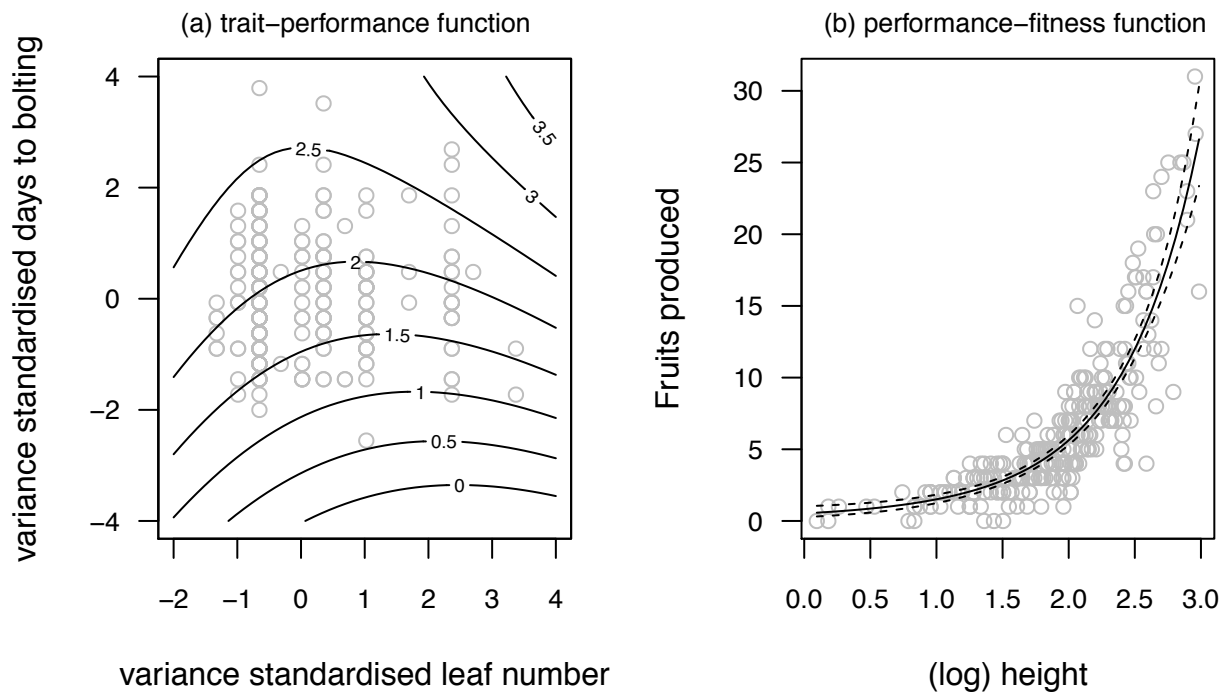 (a) trait−performance function
variance standardised days to bolting
4
2
0
−2
−4
2.5
3.5
3
2
1.5
1
0.5
0
−2 −1 0 1 2 3 4
variance standardised leaf number
(b) performance−fitness function
Fruits produced
30
25
20
15
10
5
0
0.0 0.5 1.0 1.5 2.0 2.5 3.0
(log) height